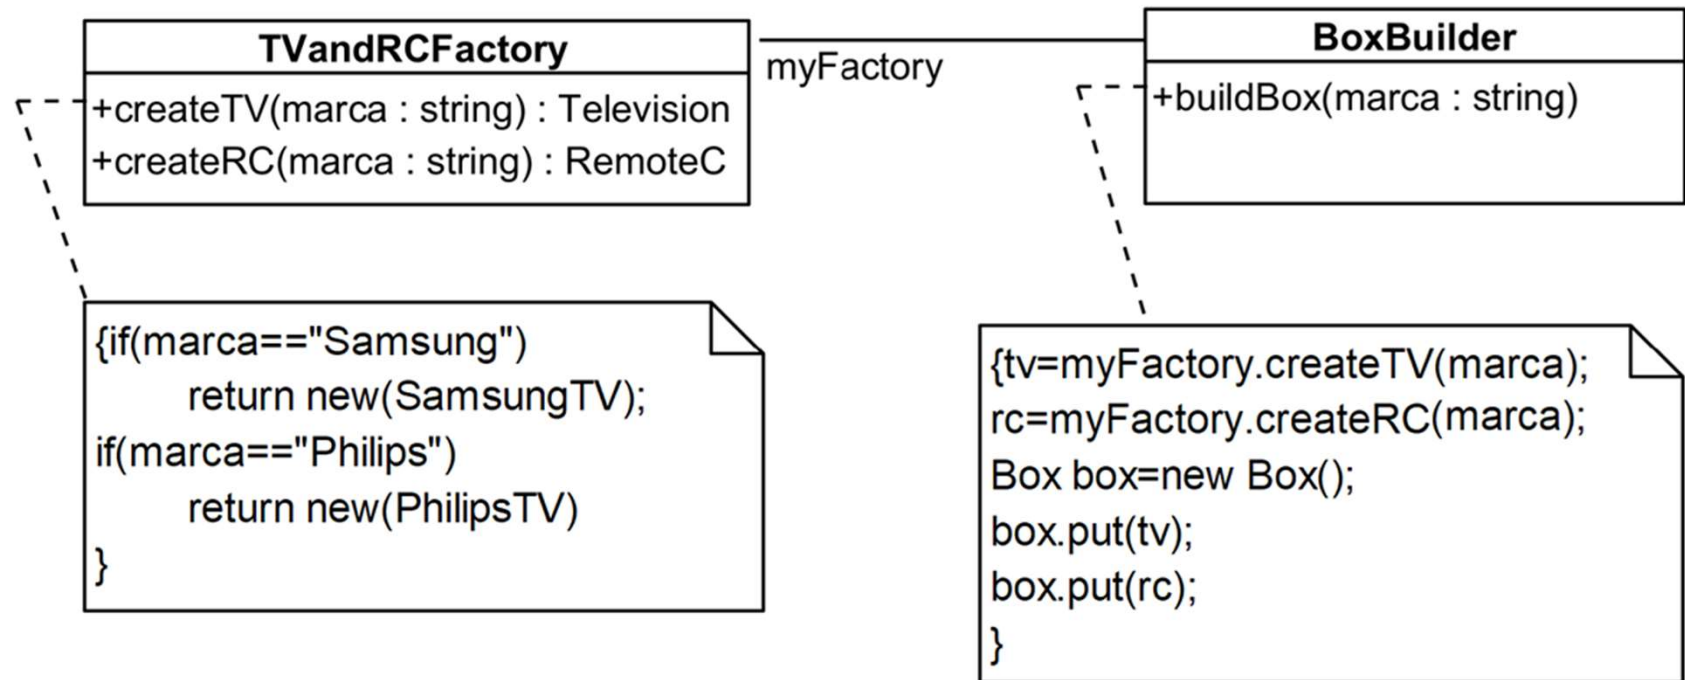 TVandRCFactory
+createTV(marca : string) : Television
+createRC(marca : string) : RemoteC
myFactory
BoxBuilder
+buildBox(marca : string)
{if(marca=="Samsung")
return new(SamsungTV);
if(marca=="Philips")
return new(PhilipsTV)
}
{tv=myFactory.createTV(marca);
rc=myFactory.createRC(marca);
Box box=new Box();
box.put(tv);
box.put(rc);
}